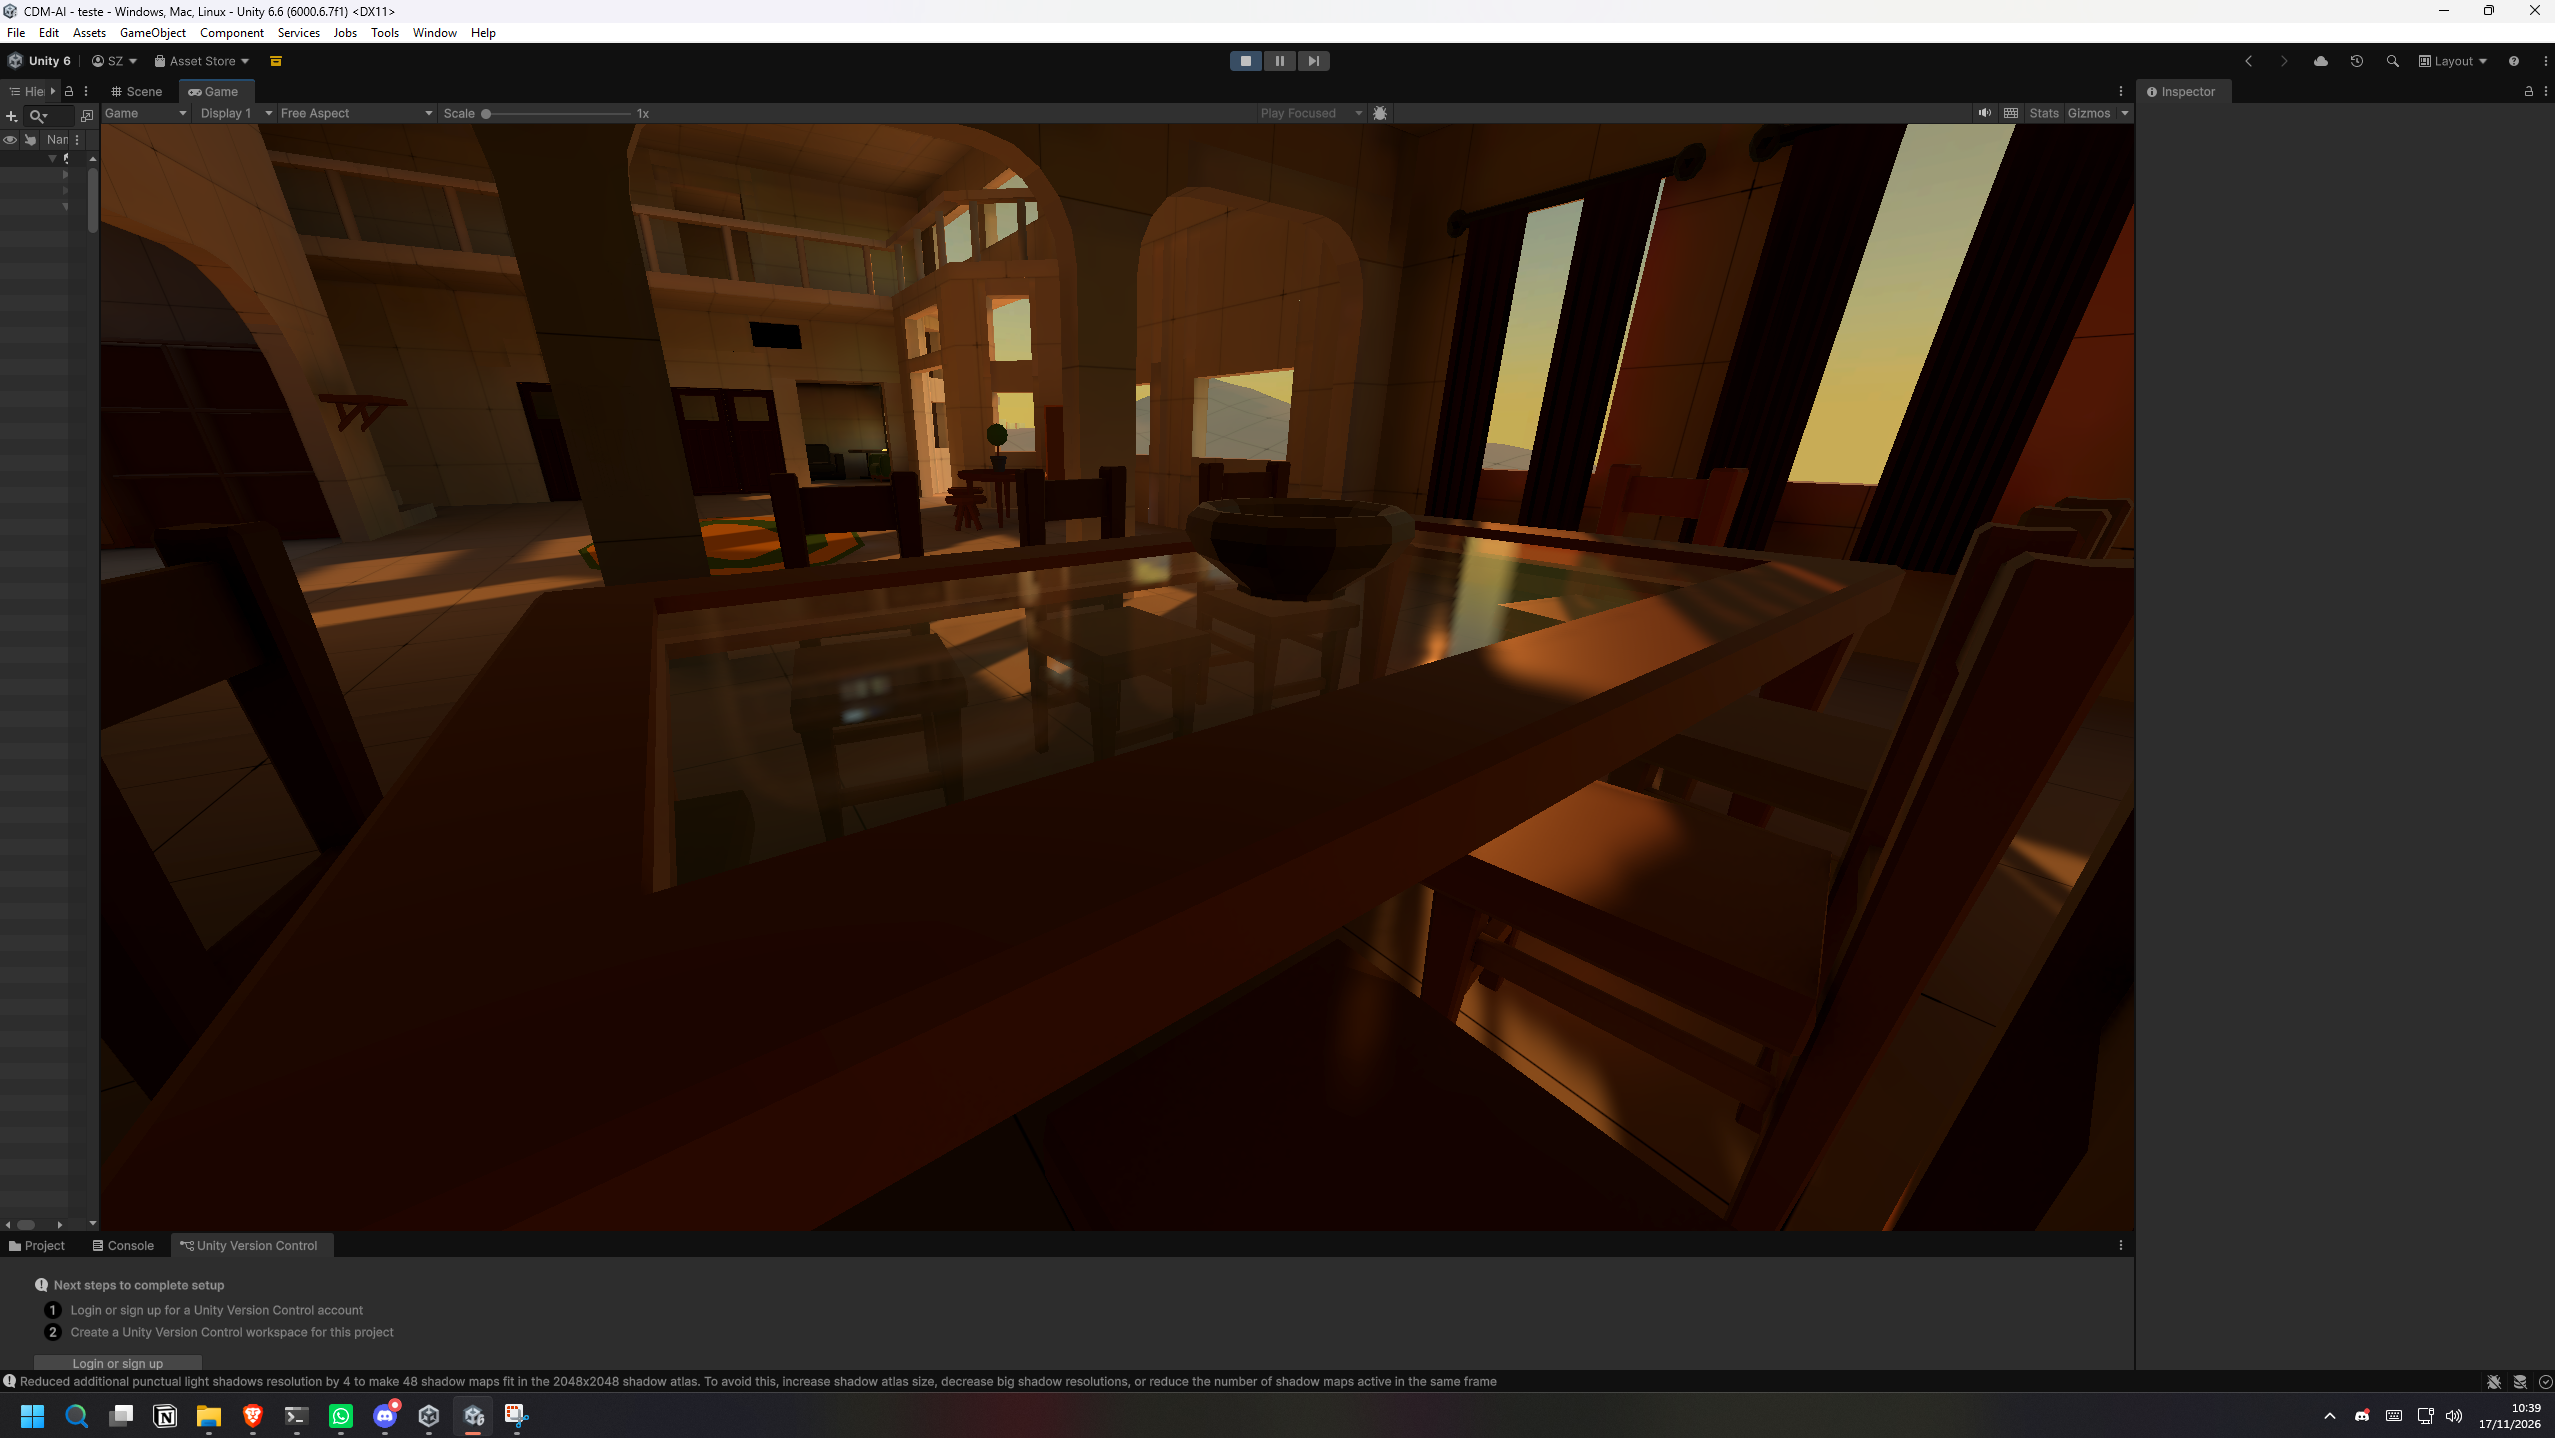 CDM-AI - teste - Windows, Mac, Linux - Unity 6.6 (6000.6.7f1) <DX11>
File Edit Assets GameObject Component Services Jobs Tools Window Help
Unity 6 SZ Asset Store Layout
Hie Scene Game Inspector
Game Display 1 Free Aspect Scale 1x Play Focused Stats Gizmos
Nan
Project Console Unity Version Control
Next steps to complete setup
1 Login or sign up for a Unity Version Control account
2 Create a Unity Version Control workspace for this project
Login or sign up
Reduced additional punctual light shadows resolution by 4 to make 48 shadow maps fit in the 2048x2048 shadow atlas. To avoid this, increase shadow atlas size, decrease big shadow resolutions, or reduce the number of shadow maps active in the same frame
10:39
17/11/2026